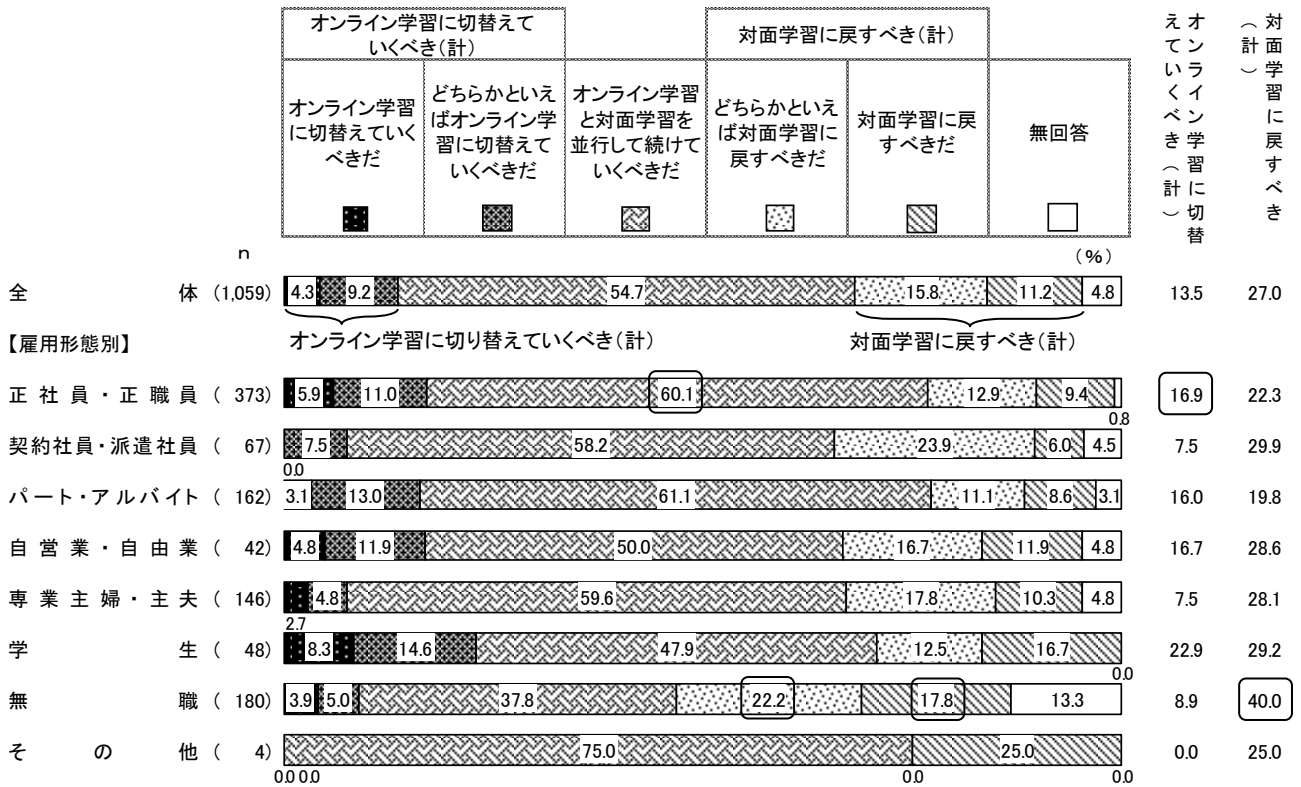 オンライン学習に切替えて
いくべき(計)
対面学習に戻すべき(計)
オンライン学習
に切替えていく
べきだ
どちらかといえ
ばオンライン学
習に切替えて
いくべきだ
オンライン学習
と対面学習を
並行して続けて
いくべきだ
どちらかといえ
ば対面学習に
戻すべきだ
対面学習に戻
すべきだ
無回答
オンライン学習に切替
えていくべき(計)
対面学習に戻すべき
(計)
n
(%)
全体 (1,059) 4.3 9.2 54.7 15.8 11.2 4.8 13.5 27.0
オンライン学習に切り替えていくべき(計) 対面学習に戻すべき(計)
【雇用形態別】
正社員・正職員 ( 373) 5.9 11.0 60.1 12.9 9.4 0.8 16.9 22.3
契約社員・派遣社員 ( 67) 0.0 7.5 58.2 23.9 6.0 4.5 7.5 29.9
パート・アルバイト ( 162) 3.1 13.0 61.1 11.1 8.6 3.1 16.0 19.8
自営業・自由業 ( 42) 4.8 11.9 50.0 16.7 11.9 4.8 16.7 28.6
専業主婦・主夫 ( 146) 2.7 4.8 59.6 17.8 10.3 4.8 7.5 28.1
学生 ( 48) 8.3 14.6 47.9 12.5 16.7 0.0 22.9 29.2
無職 ( 180) 3.9 5.0 37.8 22.2 17.8 13.3 8.9 40.0
その他 ( 4) 0.0 0.0 75.0 0.0 25.0 0.0 0.0 25.0